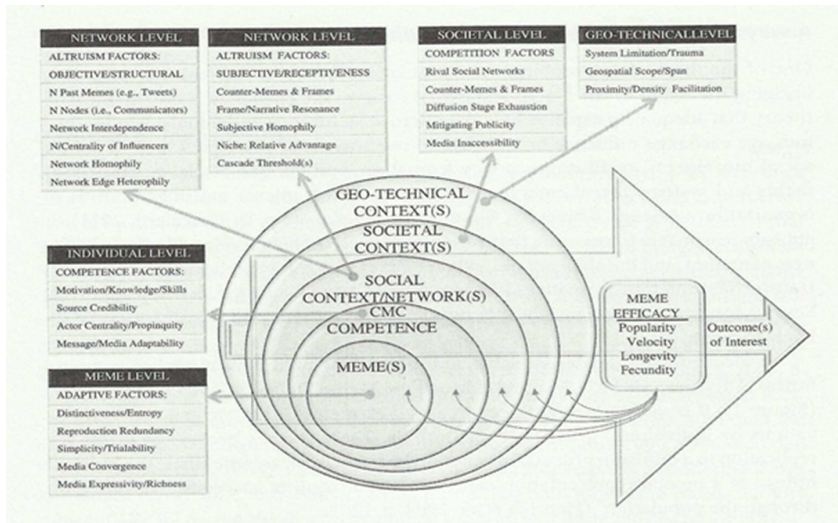 NETWORK LEVEL
ALTRUISM FACTORS:
OBJECTIVE/STRUCTURAL
N Past Memes (e.g., Tweets)
N Nodes (i.e., Communicators)
Network Interdependence
N/Centrality of Influencers
Network Homophily
Network Edge Heterophily
NETWORK LEVEL
ALTRUISM FACTORS:
SUBJECTIVE/RECEPTIVENESS
Counter-Memes & Frames
Frame/Narrative Resonance
Subjective Homophily
Niche: Relative Advantage
Cascade Threshold(s)
SOCIETAL LEVEL
COMPETITION FACTORS
Rival Social Networks
Counter-Memes & Frames
Diffusion Stage Exhaustion
Mitigating Publicity
Media Inaccessibility
GEO-TECHNICALLEVEL
System Limitation/Trauma
Geospatial Scope/Span
Proximity/Density Facilitation
INDIVIDUAL LEVEL
COMPETENCE FACTORS:
Motivation/Knowledge/Skills
Source Credibility
Actor Centrality/Propinquity
Message/Media Adaptability
MEME LEVEL
ADAPTIVE FACTORS:
Distinctiveness/Entropy
Reproduction Redundancy
Simplicity/Trialability
Media Convergence
Media Expressivity/Richness
GEO-TECHNICAL
CONTEXT(S)
SOCIETAL
CONTEXT(S)
SOCIAL
CONTEXT/NETWORK(S)
CMC
COMPETENCE
MEME(S)
MEME
EFFICACY
Popularity
Velocity
Longevity
Fecundity
Outcome(s)
of Interest